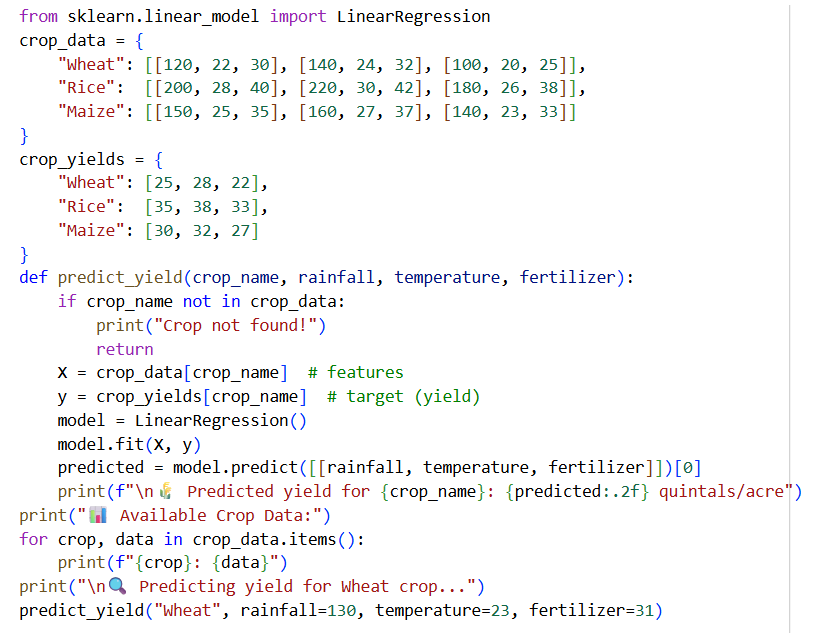 from sklearn.linear_model import LinearRegression
crop_data = {
    "Wheat": [[120, 22, 30], [140, 24, 32], [100, 20, 25]],
    "Rice":  [[200, 28, 40], [220, 30, 42], [180, 26, 38]],
    "Maize": [[150, 25, 35], [160, 27, 37], [140, 23, 33]]
}
crop_yields = {
    "Wheat": [25, 28, 22],
    "Rice":  [35, 38, 33],
    "Maize": [30, 32, 27]
}
def predict_yield(crop_name, rainfall, temperature, fertilizer):
    if crop_name not in crop_data:
        print("Crop not found!")
        return
    X = crop_data[crop_name]  # features
    y = crop_yields[crop_name]  # target (yield)
    model = LinearRegression()
    model.fit(X, y)
    predicted = model.predict([[rainfall, temperature, fertilizer]])[0]
    print(f"\n🌾 Predicted yield for {crop_name}: {predicted:.2f} quintals/acre")
print("📊 Available Crop Data:")
for crop, data in crop_data.items():
    print(f"{crop}: {data}")
print("\n🔍 Predicting yield for Wheat crop...")
predict_yield("Wheat", rainfall=130, temperature=23, fertilizer=31)